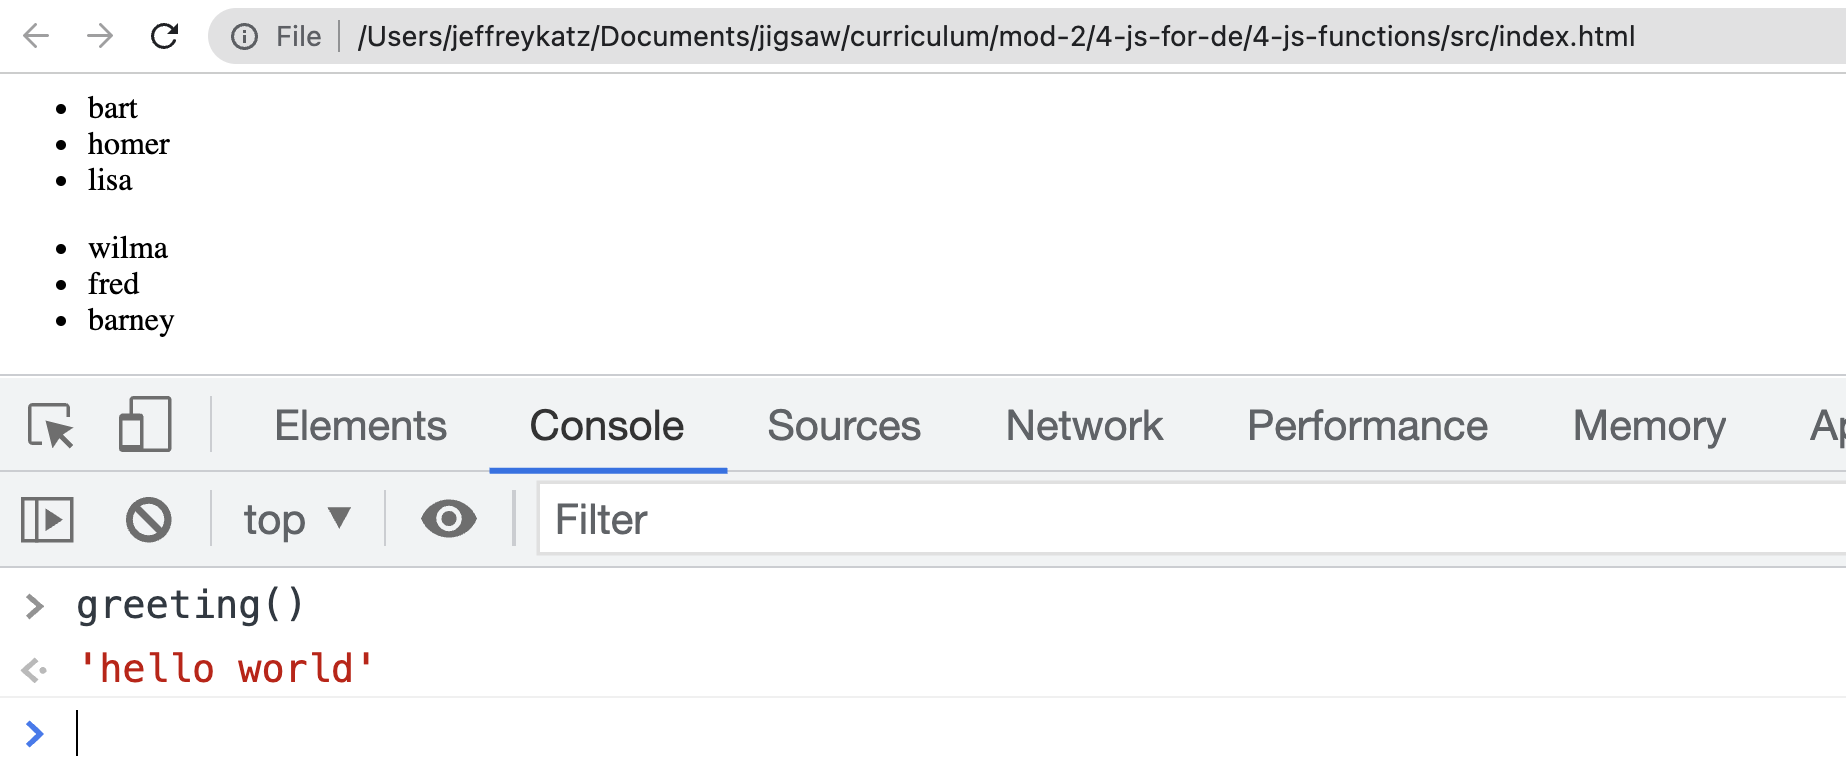 File /Users/jeffreykatz/Documents/jigsaw/curriculum/mod-2/4-js-for-de/4-js-functions/src/index.html
• bart
• homer
• lisa
• wilma
• fred
• barney
Elements Console Sources Network Performance Memory Ap
top ▼ Filter
> greeting()
'hello world'
>